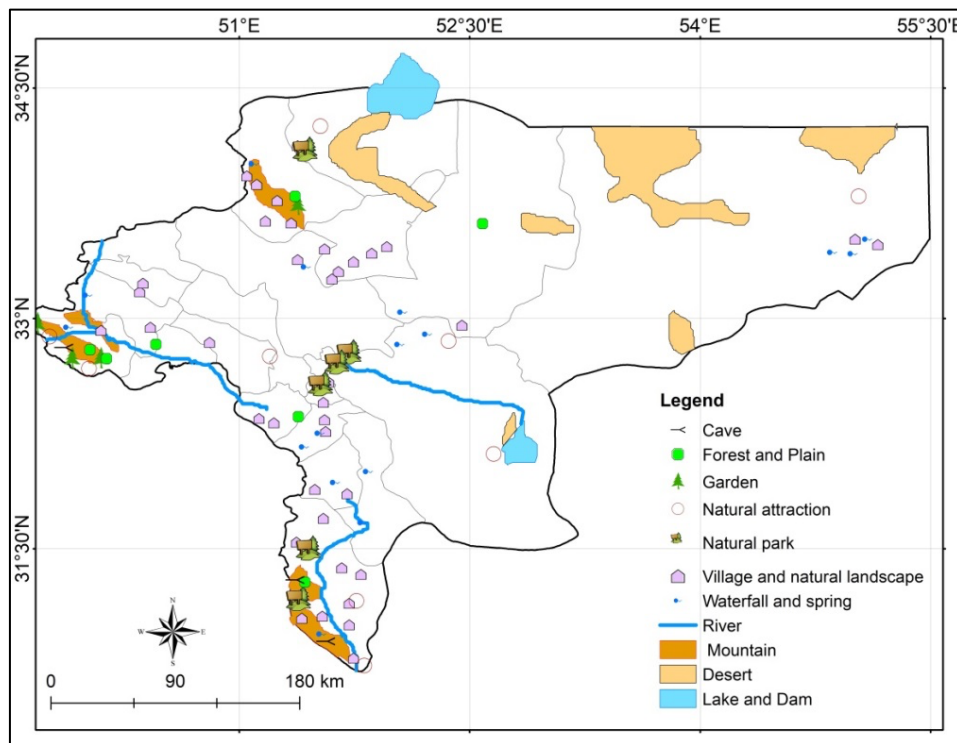 51°E 52°30'E 54°E 55°30'E
34°30'N
33°N
31°30'N
Legend
Cave
Forest and Plain
Garden
Natural attraction
Natural park
Village and natural landscape
Waterfall and spring
River
Mountain
Desert
Lake and Dam
N
W E
S
0 90 180 km